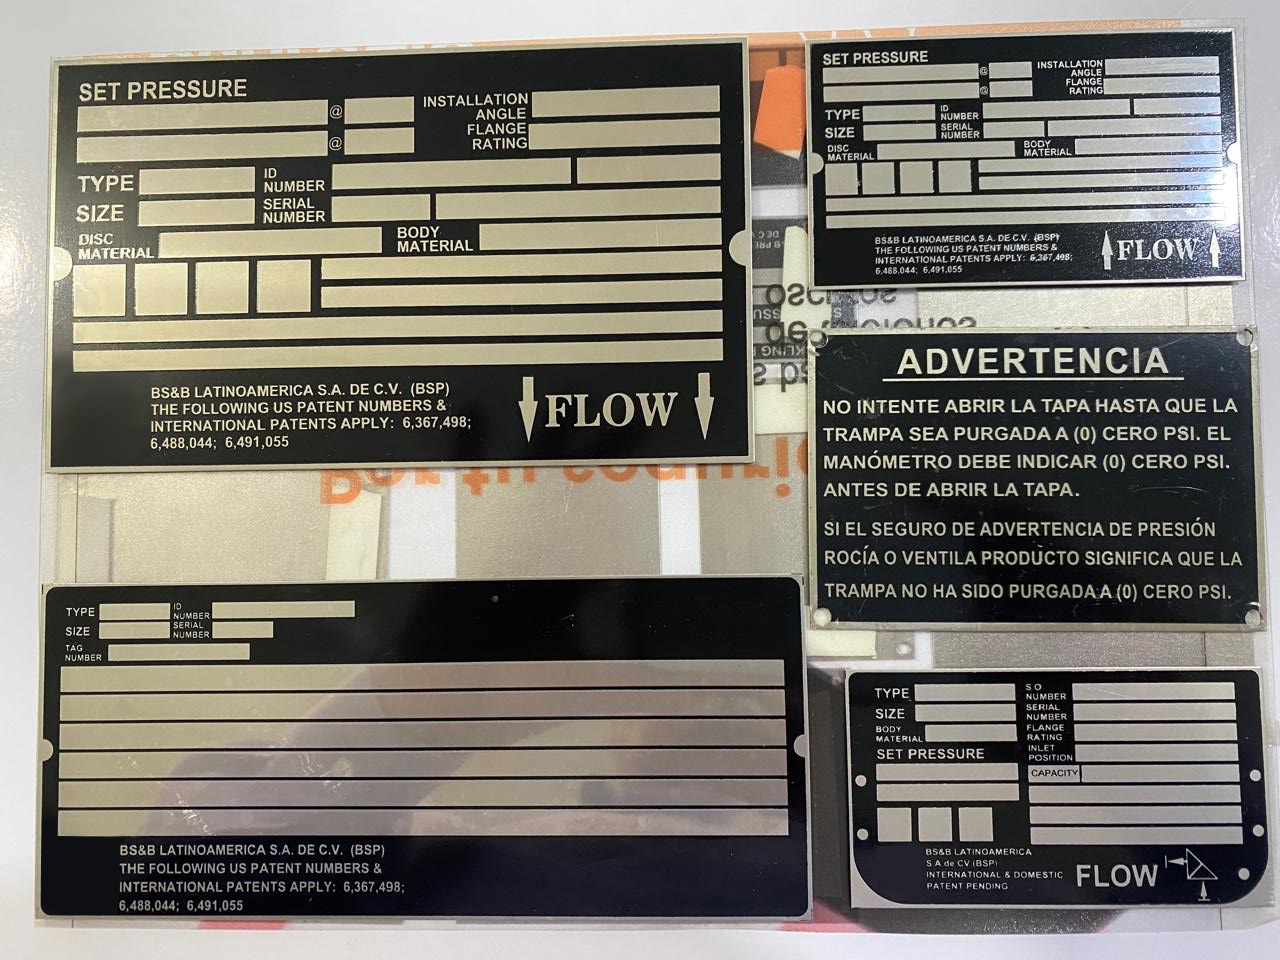 SET PRESSURE
@
INSTALLATION
ANGLE
@
FLANGE
RATING
TYPE
ID
NUMBER
SIZE
SERIAL
NUMBER
DISC
MATERIAL
BODY
MATERIAL
BS&B LATINOAMERICA S.A. DE C.V. (BSP)
THE FOLLOWING US PATENT NUMBERS &
INTERNATIONAL PATENTS APPLY: 6,367,498;
6,488,044; 6,491,055
FLOW
SET PRESSURE
@
INSTALLATION
ANGLE
@
FLANGE
RATING
TYPE
ID
NUMBER
SIZE
SERIAL
NUMBER
DISC
MATERIAL
BODY
MATERIAL
BS&B LATINOAMERICA S.A. DE C.V. (BSP)
THE FOLLOWING US PATENT NUMBERS &
INTERNATIONAL PATENTS APPLY: 6,367,498;
6,488,044; 6,491,055
FLOW
ADVERTENCIA
NO INTENTE ABRIR LA TAPA HASTA QUE LA
TRAMPA SEA PURGADA A (0) CERO PSI. EL
MANÓMETRO DEBE INDICAR (0) CERO PSI.
ANTES DE ABRIR LA TAPA.
SI EL SEGURO DE ADVERTENCIA DE PRESIÓN
ROCÍA O VENTILA PRODUCTO SIGNIFICA QUE LA
TRAMPA NO HA SIDO PURGADA A (0) CERO PSI.
TYPE
ID
NUMBER
SIZE
SERIAL
NUMBER
TAG
NUMBER
BS&B LATINOAMERICA S.A. DE C.V. (BSP)
THE FOLLOWING US PATENT NUMBERS &
INTERNATIONAL PATENTS APPLY: 6,367,498;
6,488,044; 6,491,055
TYPE
S.O
NUMBER
SIZE
SERIAL
NUMBER
BODY
MATERIAL
FLANGE
RATING
SET PRESSURE
INLET
POSITION
CAPACITY
BS&B LATINOAMERICA
S.A de CV (BSP)
INTERNATIONAL & DOMESTIC
PATENT PENDING
FLOW